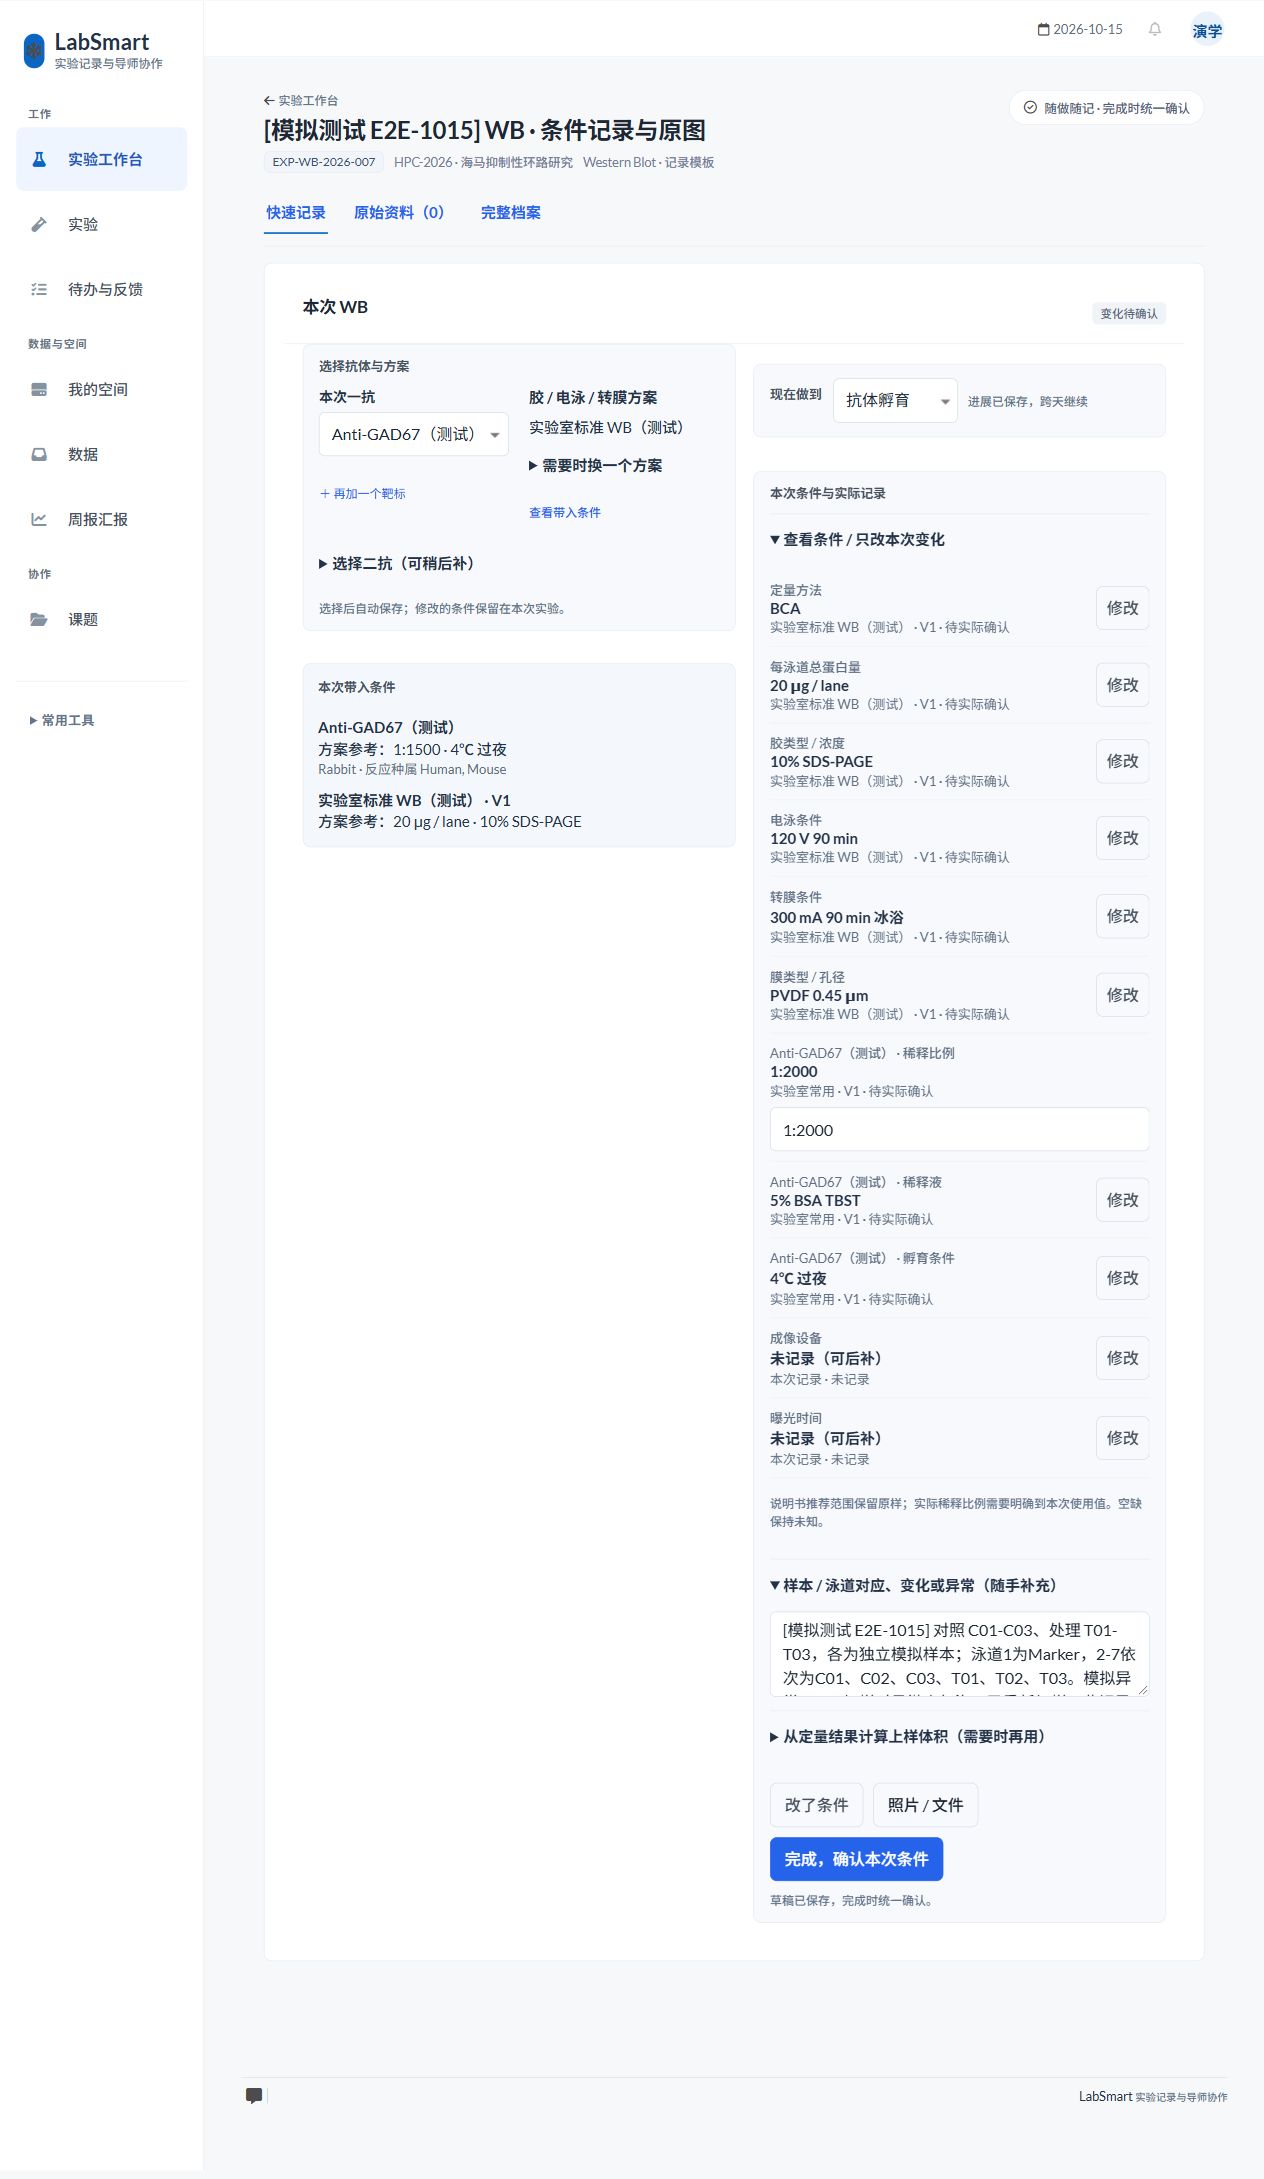 LabSmart
实验记录与导师协作
工作
实验工作台
实验
待办与反馈
数据与空间
我的空间
数据
周报汇报
协作
课题
常用工具
2026-10-15
演学
← 实验工作台
[模拟测试 E2E-1015] WB · 条件记录与原图
EXP-WB-2026-007 HPC-2026 · 海马抑制性环路研究 Western Blot · 记录模板
随做随记 · 完成时统一确认
快速记录 原始资料（0） 完整档案
本次 WB
变化待确认
选择抗体与方案
本次一抗
Anti-GAD67（测试）
＋ 再加一个靶标
胶 / 电泳 / 转膜方案
实验室标准 WB（测试）
▶ 需要时换一个方案
查看带入条件
▶ 选择二抗（可稍后补）
选择后自动保存；修改的条件保留在本次实验。
本次带入条件
Anti-GAD67（测试）
方案参考：1:1500 · 4°C 过夜
Rabbit · 反应种属 Human, Mouse
实验室标准 WB（测试） · V1
方案参考：20 μg / lane · 10% SDS-PAGE
现在做到 抗体孵育 进展已保存，跨天继续
本次条件与实际记录
▼ 查看条件 / 只改本次变化
定量方法
BCA
实验室标准 WB（测试） · V1 · 待实际确认
修改
每泳道总蛋白量
20 μg / lane
实验室标准 WB（测试） · V1 · 待实际确认
修改
胶类型 / 浓度
10% SDS-PAGE
实验室标准 WB（测试） · V1 · 待实际确认
修改
电泳条件
120 V 90 min
实验室标准 WB（测试） · V1 · 待实际确认
修改
转膜条件
300 mA 90 min 冰浴
实验室标准 WB（测试） · V1 · 待实际确认
修改
膜类型 / 孔径
PVDF 0.45 μm
实验室标准 WB（测试） · V1 · 待实际确认
修改
Anti-GAD67（测试） · 稀释比例
1:2000
实验室常用 · V1 · 待实际确认
1:2000
Anti-GAD67（测试） · 稀释液
5% BSA TBST
实验室常用 · V1 · 待实际确认
修改
Anti-GAD67（测试） · 孵育条件
4°C 过夜
实验室常用 · V1 · 待实际确认
修改
成像设备
未记录（可后补）
本次记录 · 未记录
修改
曝光时间
未记录（可后补）
本次记录 · 未记录
修改
说明书推荐范围保留原样；实际稀释比例需要明确到本次使用值。空缺
保持未知。
▼ 样本 / 泳道对应、变化或异常（随手补充）
[模拟测试 E2E-1015] 对照 C01-C03、处理 T01-
T03，各为独立模拟样本；泳道1为Marker，2-7依
次为C01、C02、C03、T01、T02、T03。模拟异
▶ 从定量结果计算上样体积（需要时再用）
改了条件 照片 / 文件
完成，确认本次条件
草稿已保存，完成时统一确认。
LabSmart 实验记录与导师协作